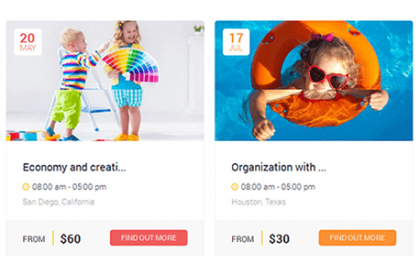 20
MAY
Economy and creati...
08:00 am - 05:00 pm
San Diego, California
FROM $60 FIND OUT MORE
17
JUL
Organization with ...
08:00 am - 05:00 pm
Houston, Texas
FROM $30 FIND OUT MORE